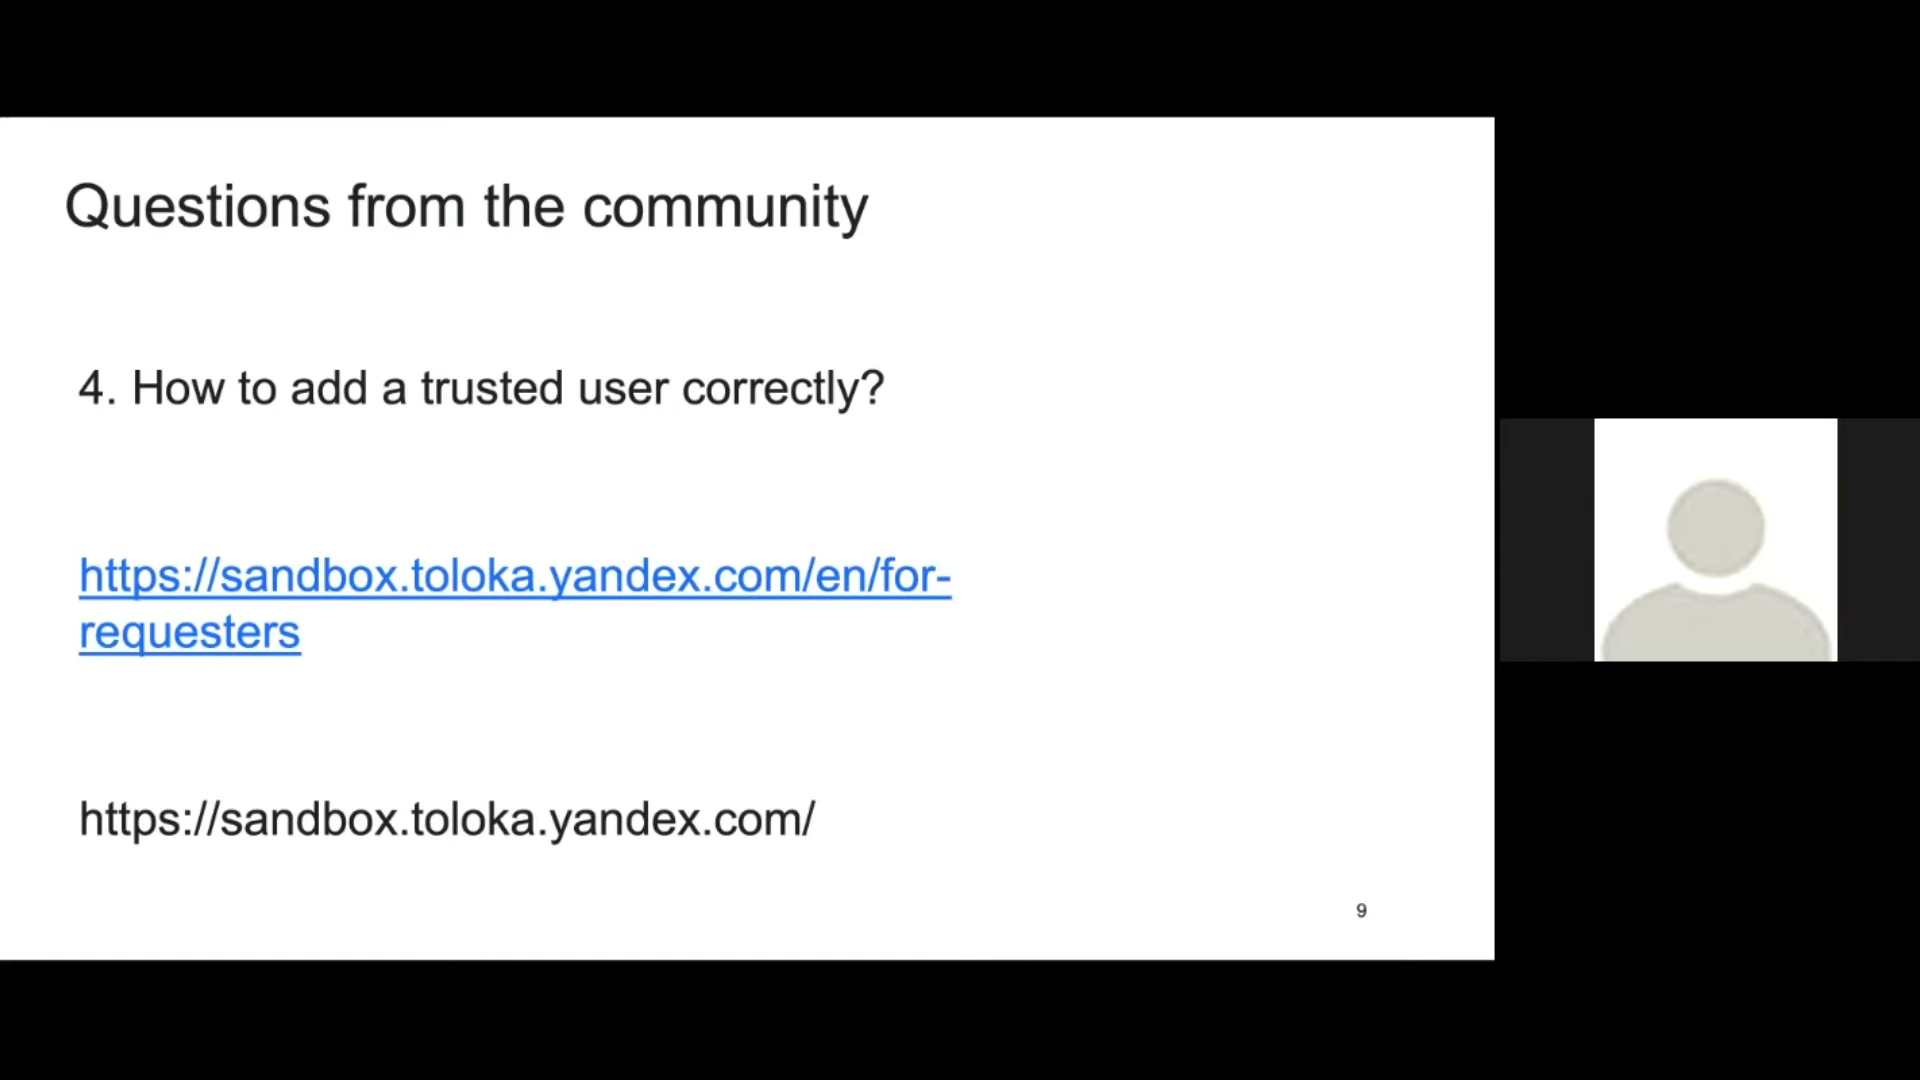 Questions from the community
4. How to add a trusted user correctly?
https://sandbox.toloka.yandex.com/en/for-
requesters
https://sandbox.toloka.yandex.com/
9